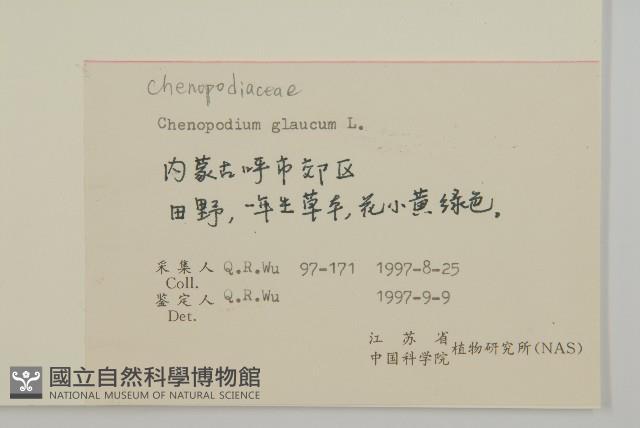 Chenopodiaceae
Chenopodium glaucum L.
内蒙古呼市郊区
田野，一年生草本，花小黄绿色。
采集人 Q.R.Wu 97-171 1997-8-25
Coll.
鉴定人 Q.R.Wu 1997-9-9
Det.
江苏省
中国科学院 植物研究所(NAS)
國立自然科學博物館
NATIONAL MUSEUM OF NATURAL SCIENCE